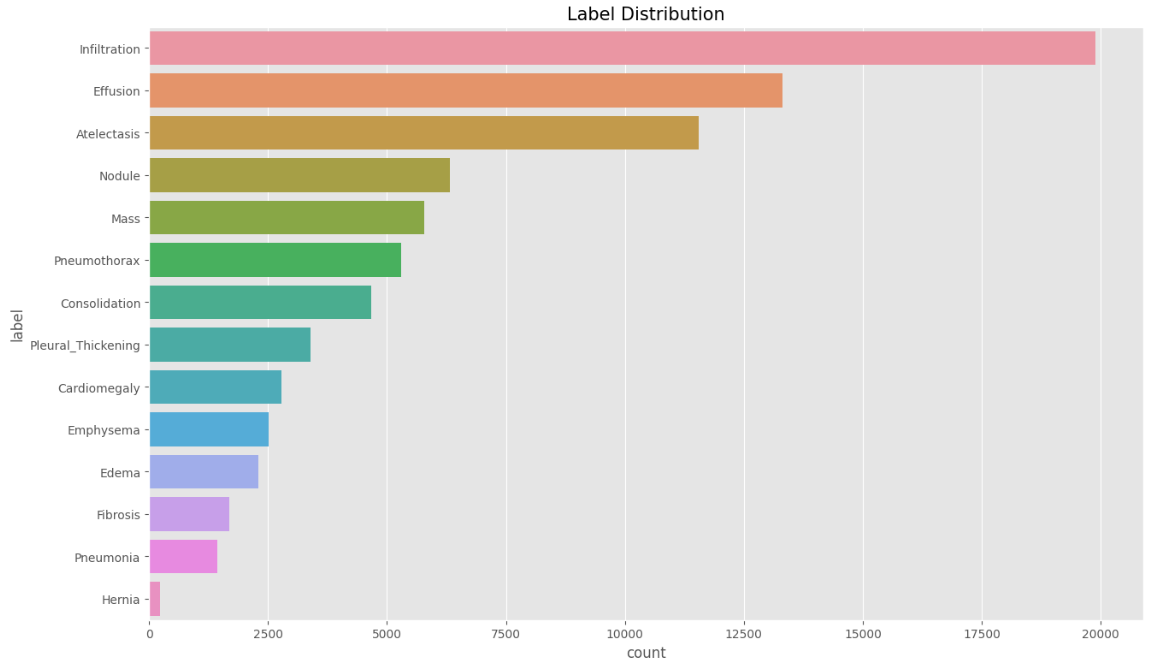 Label Distribution
Infiltration
Effusion
Atelectasis
Nodule
Mass
Pneumothorax
Consolidation
label
Pleural_Thickening
Cardiomegaly
Emphysema
Edema
Fibrosis
Pneumonia
Hernia
0 2500 5000 7500 10000 12500 15000 17500 20000
count